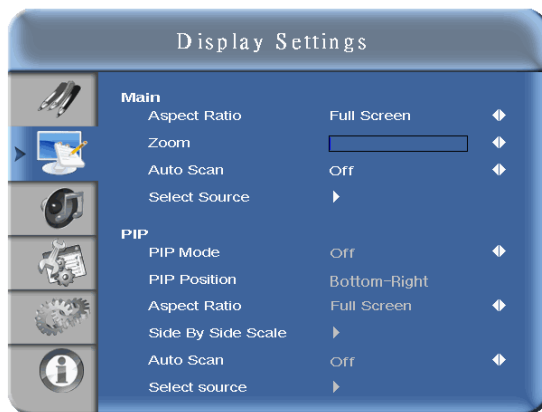 Display Settings
Main
Aspect Ratio Full Screen
Zoom
Auto Scan Off
Select Source
PIP
PIP Mode Off
PIP Position Bottom-Right
Aspect Ratio Full Screen
Side By Side Scale
Auto Scan Off
Select source